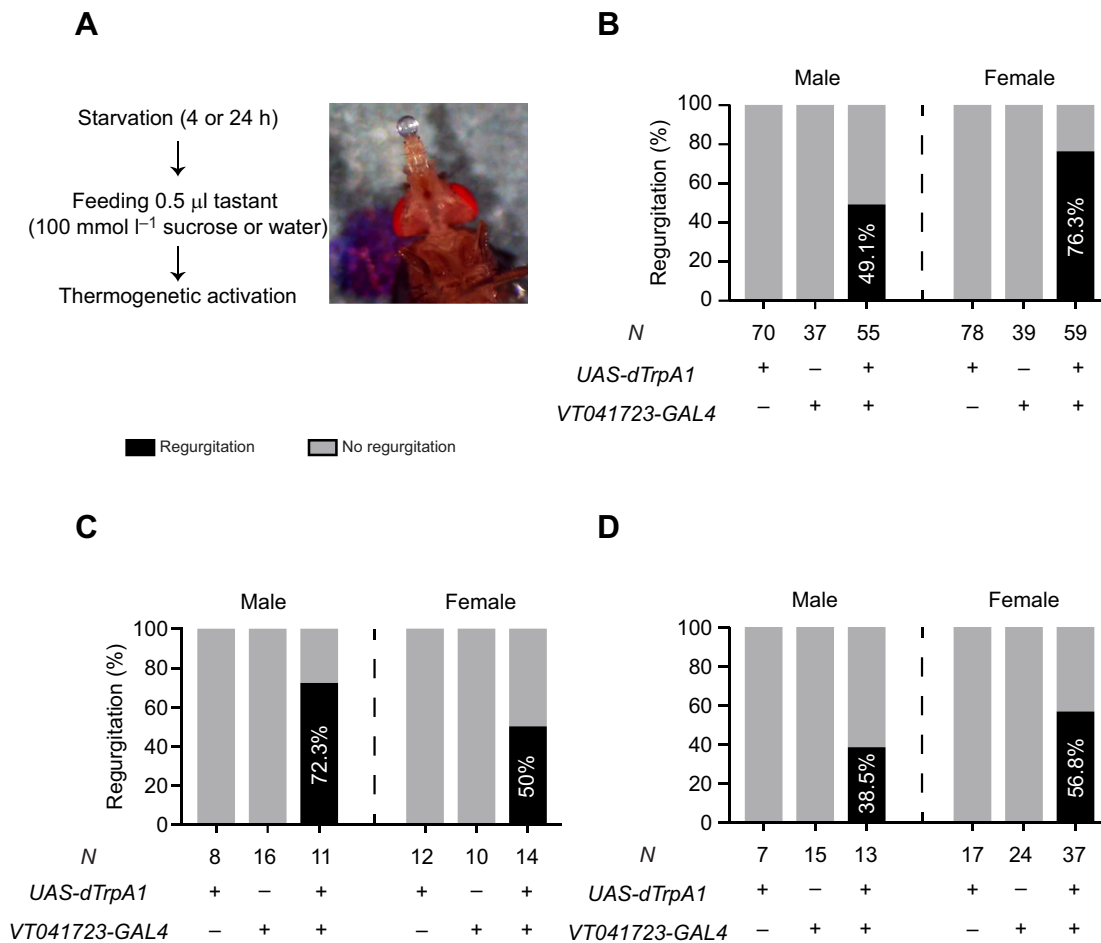 A
Starvation (4 or 24 h)
Feeding 0.5 μl tastant
(100 mmol l–1 sucrose or water)
Thermogenetic activation
Regurgitation
No regurgitation
B
Male Female
Regurgitation (%)
100
80
60
40
20
0
49.1%
76.3%
N 70 37 55 78 39 59
UAS-dTrpA1 + – + + – +
VT041723-GAL4 – + + – + +
C
Male Female
Regurgitation (%)
100
80
60
40
20
0
72.3%
50%
N 8 16 11 12 10 14
UAS-dTrpA1 + – + + – +
VT041723-GAL4 – + + – + +
D
Male Female
Regurgitation (%)
100
80
60
40
20
0
38.5%
56.8%
N 7 15 13 17 24 37
UAS-dTrpA1 + – + + – +
VT041723-GAL4 – + + – + +